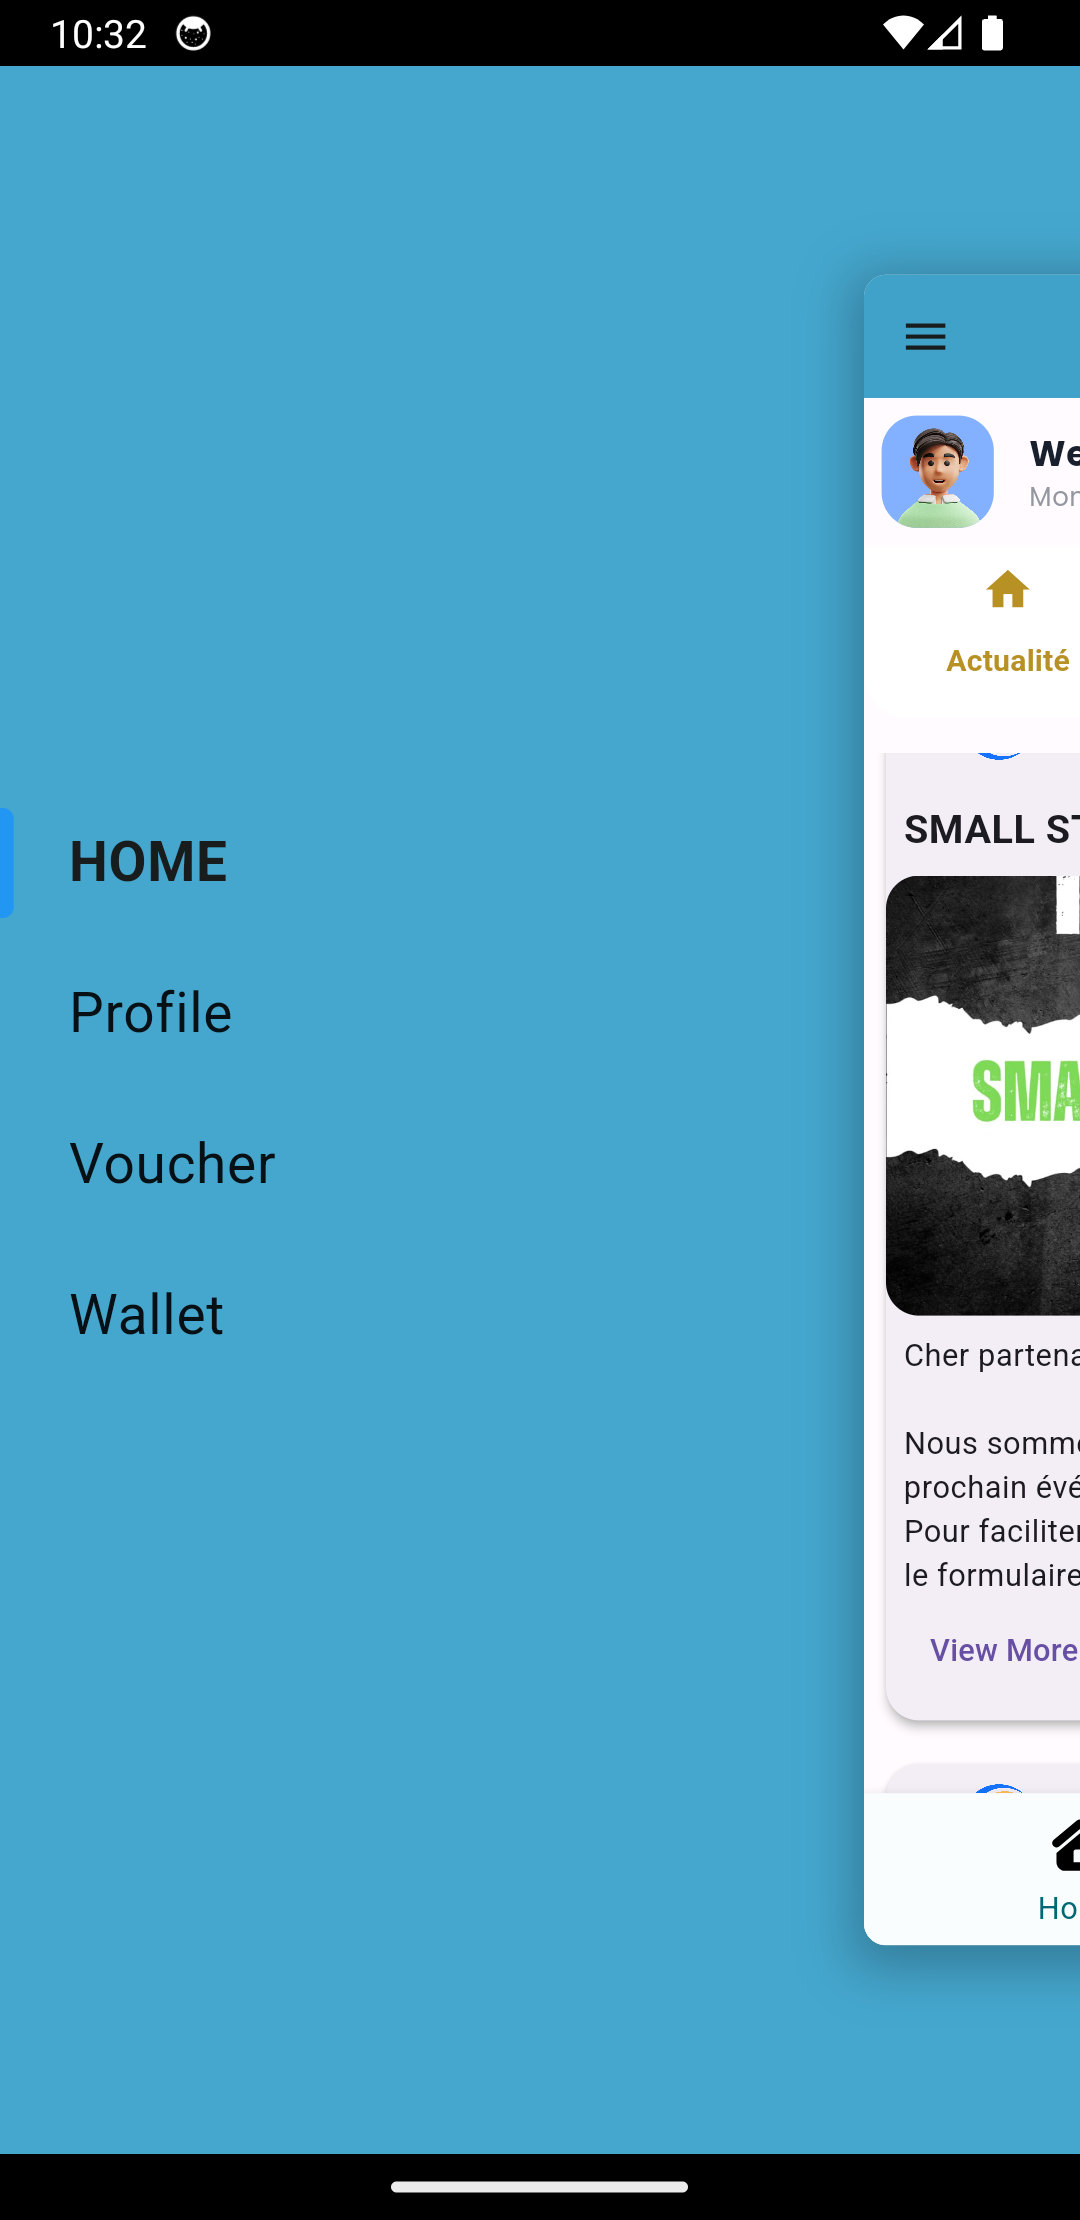 10:32
HOME
Profile
Voucher
Wallet
We
Mon
Actualité
SMALL ST
SMA
Cher partena
Nous somme
prochain évé
Pour faciliter
le formulaire
View More
Ho